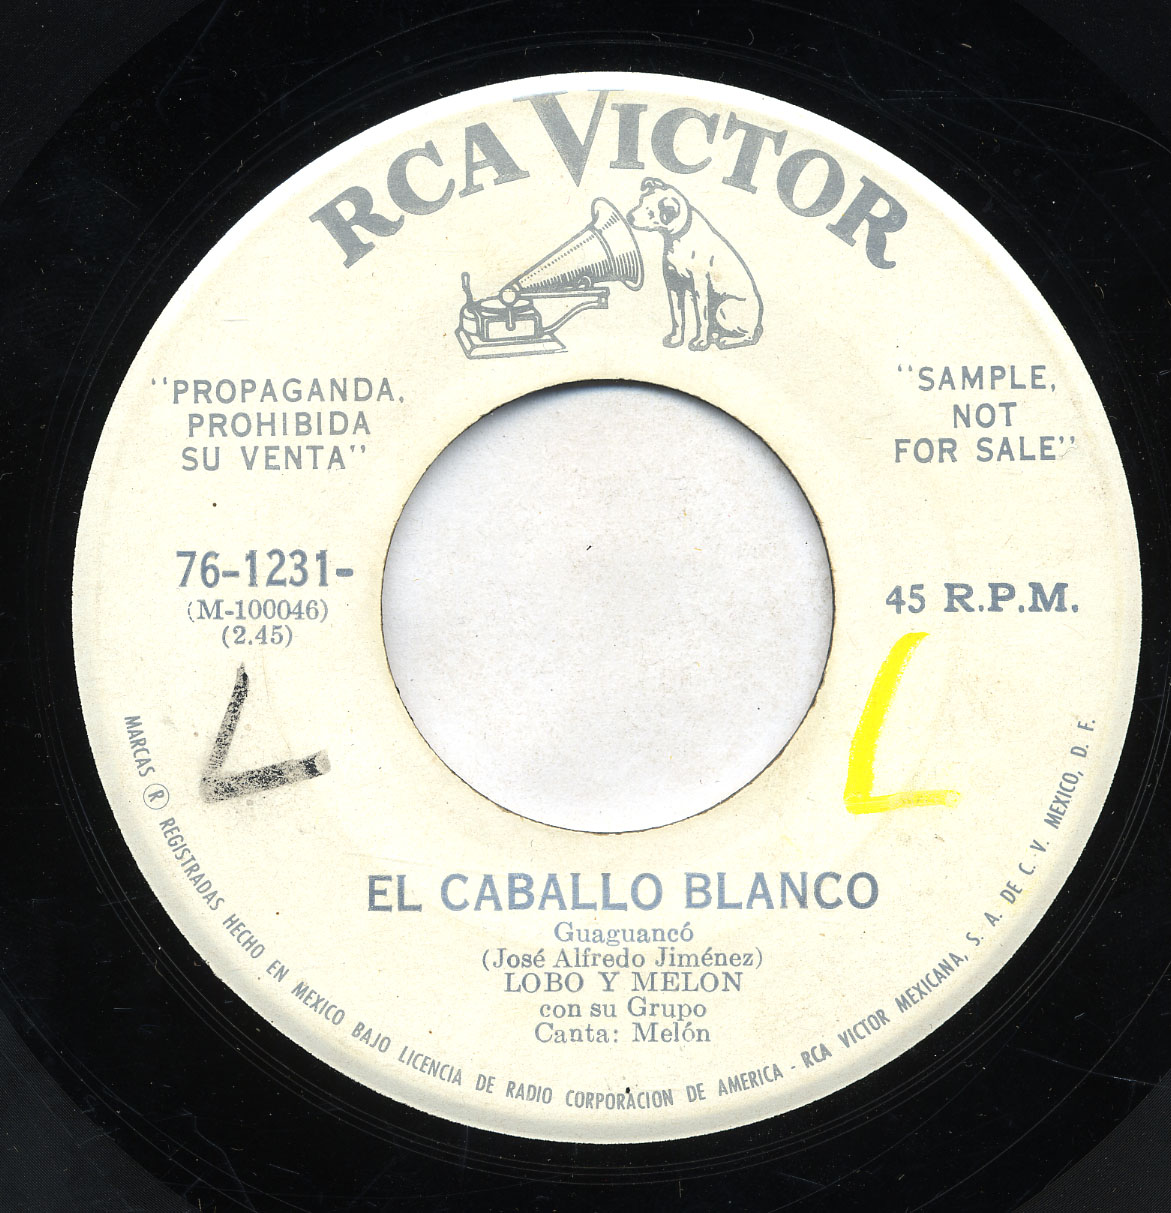 RCA VICTOR
"PROPAGANDA,
PROHIBIDA
SU VENTA"
"SAMPLE,
NOT
FOR SALE"
76-1231-
(M-100046)
(2.45)
45 R.P.M.
L
L
EL CABALLO BLANCO
Guaguancó
(José Alfredo Jiménez)
LOBO Y MELON
con su Grupo
Canta: Melón
MARCAS ® REGISTRADAS HECHO EN MEXICO BAJO LICENCIA DE RADIO CORPORACION DE AMERICA - RCA VICTOR MEXICANA, S. A. DE C. V. MEXICO, D. F.